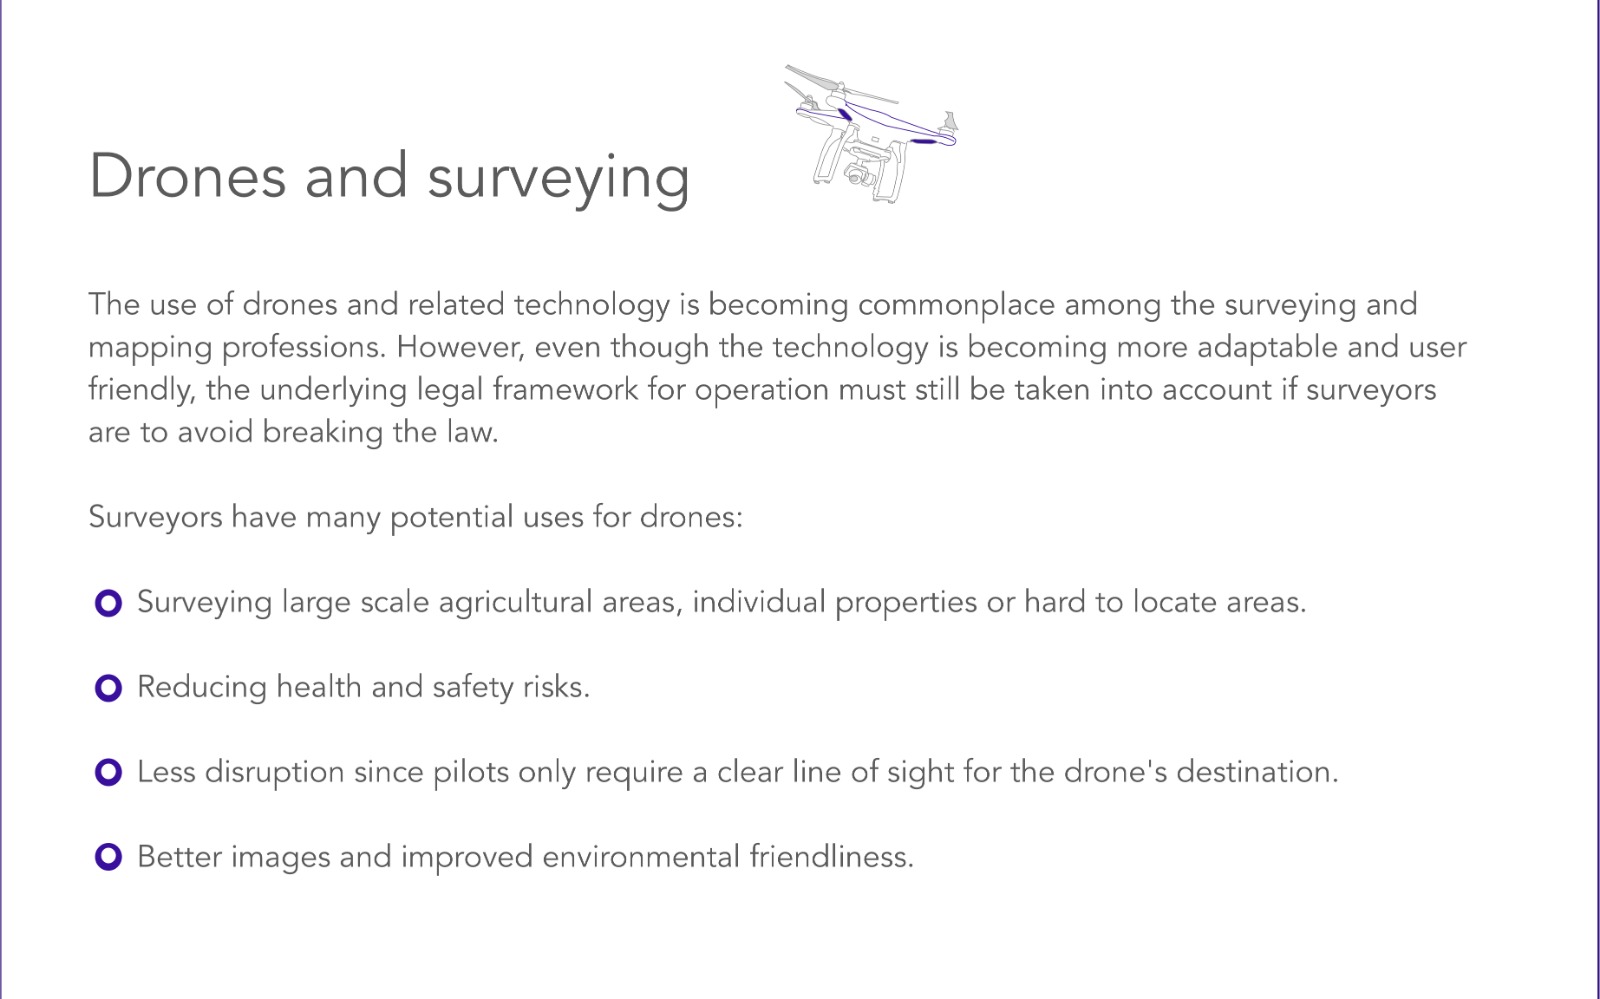 Drones and surveying
The use of drones and related technology is becoming commonplace among the surveying and
mapping professions. However, even though the technology is becoming more adaptable and user
friendly, the underlying legal framework for operation must still be taken into account if surveyors
are to avoid breaking the law.
Surveyors have many potential uses for drones:
Surveying large scale agricultural areas, individual properties or hard to locate areas.
Reducing health and safety risks.
Less disruption since pilots only require a clear line of sight for the drone's destination.
Better images and improved environmental friendliness.